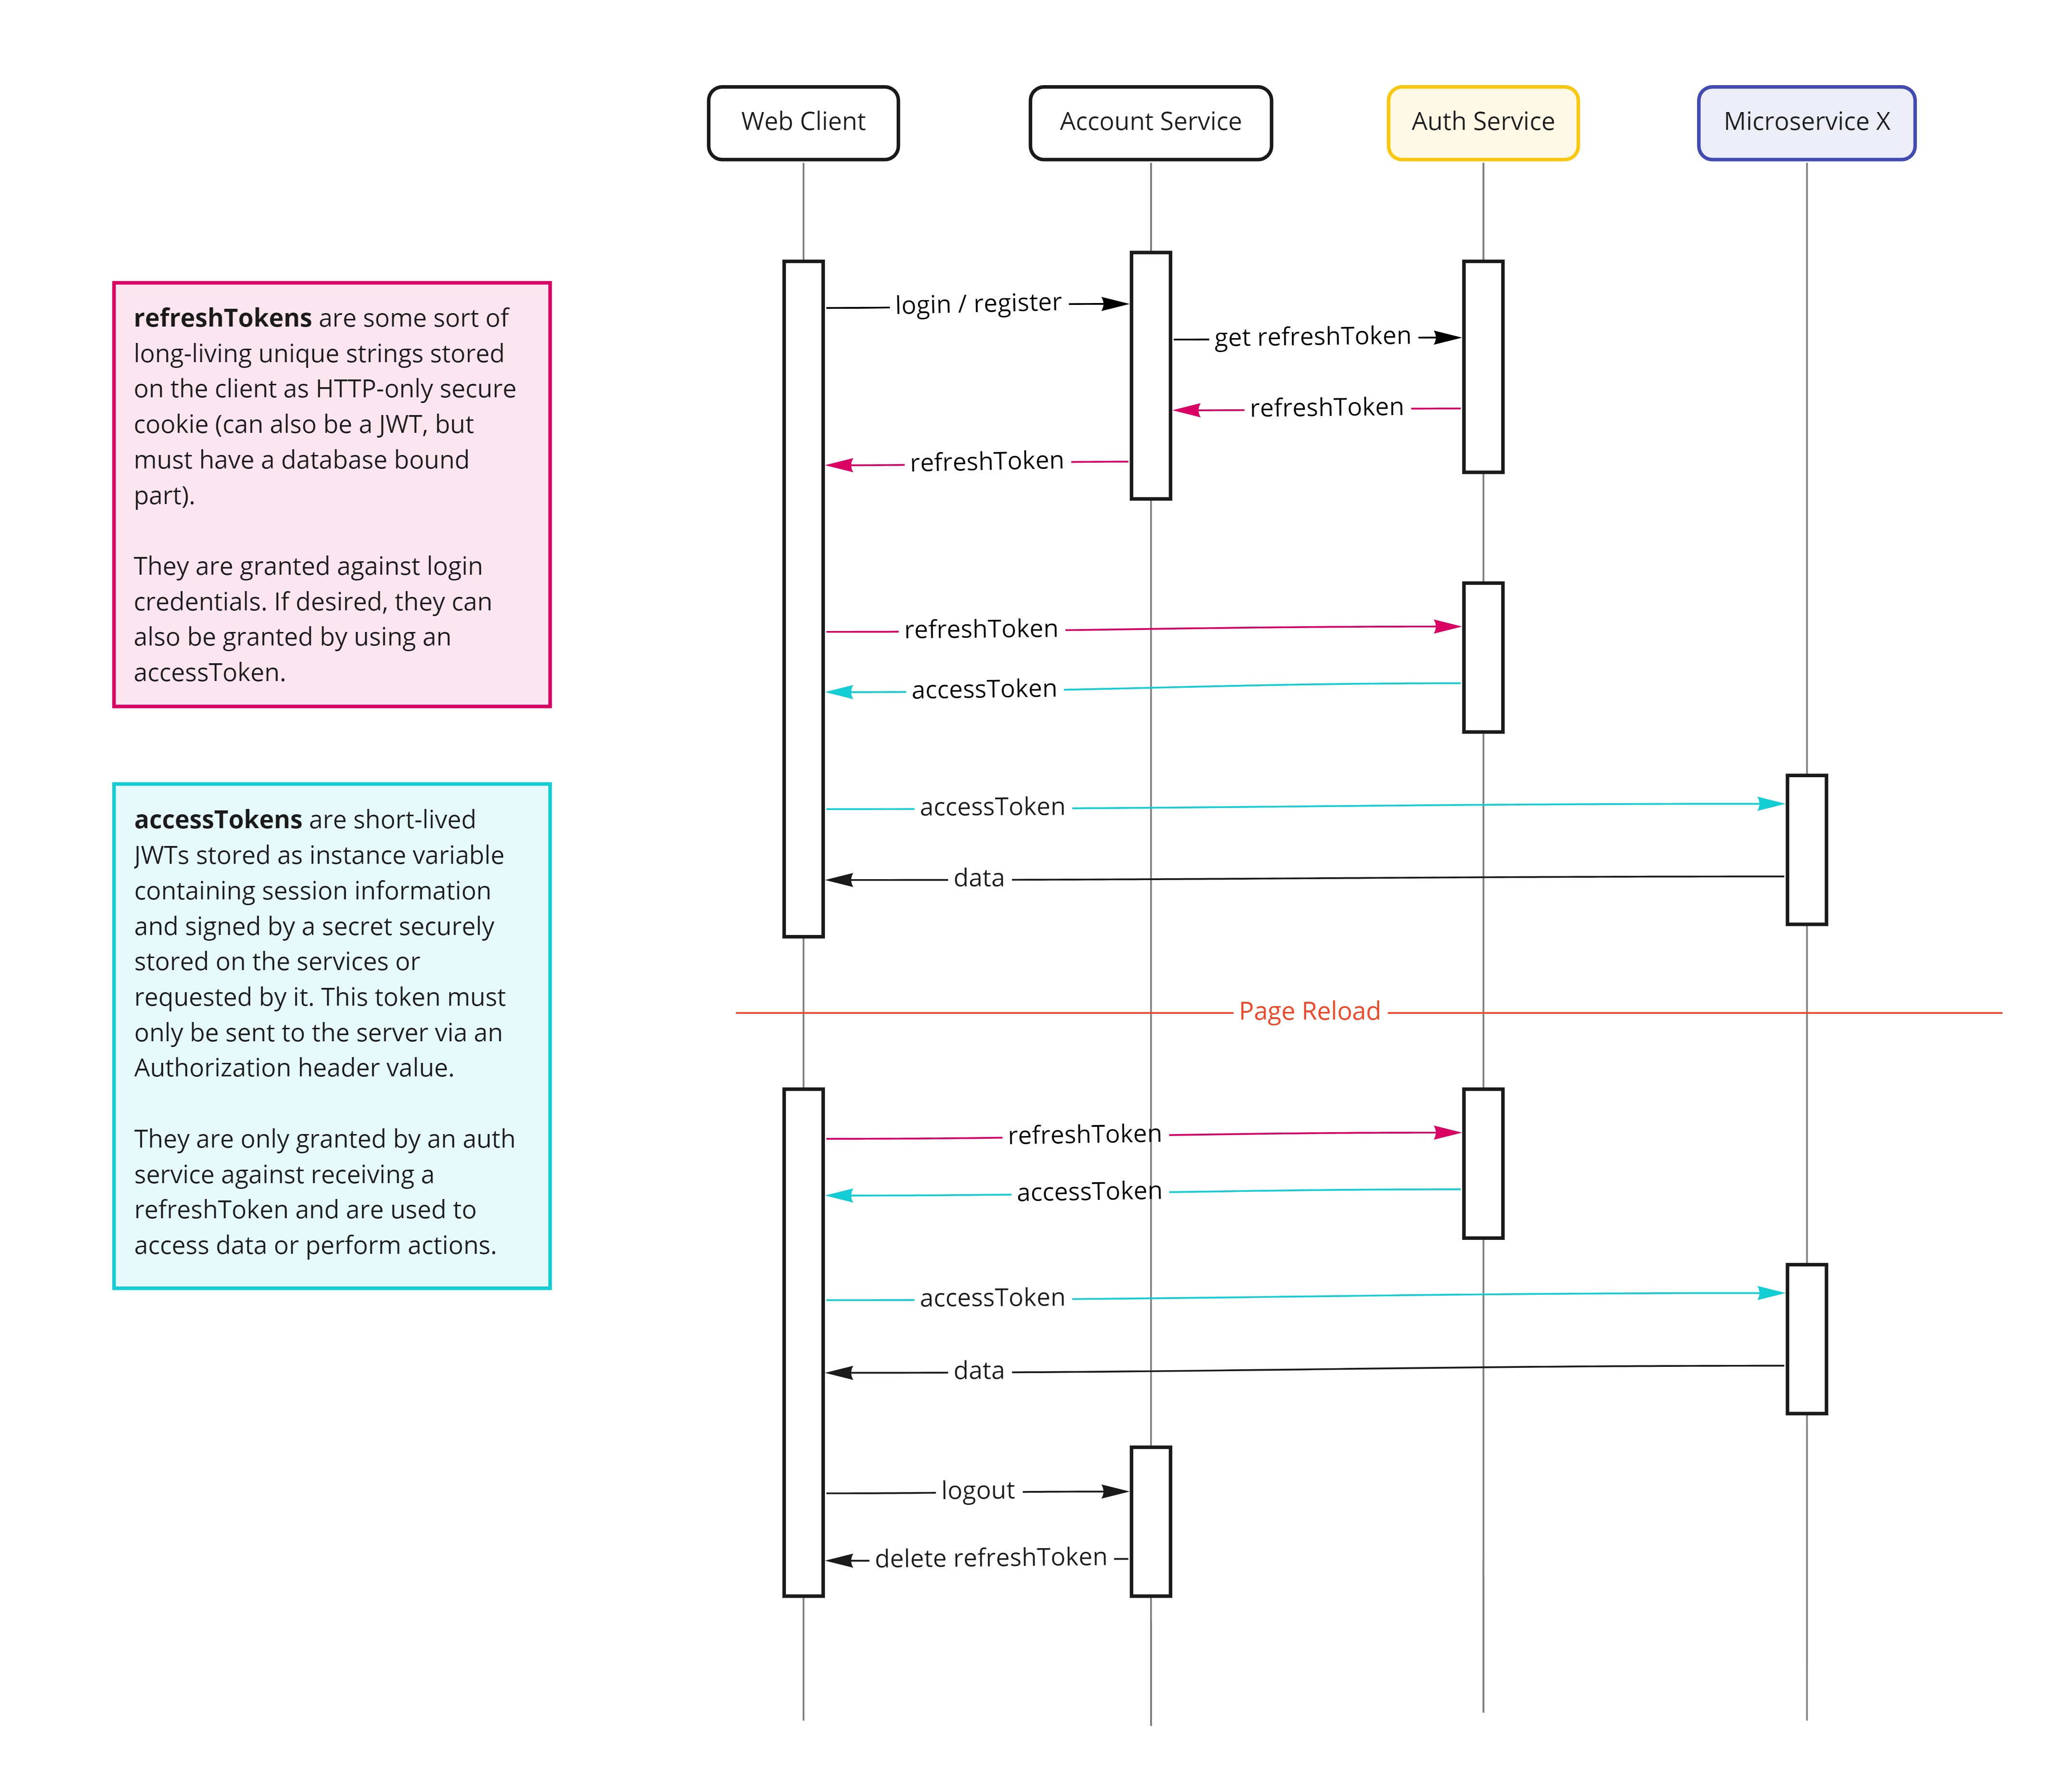 Web Client
Account Service
Auth Service
Microservice X
login / register
get refreshToken
refreshToken
refreshToken
refreshTokens are some sort of
long-living unique strings stored
on the client as HTTP-only secure
cookie (can also be a JWT, but
must have a database bound
part).
They are granted against login
credentials. If desired, they can
also be granted by using an
accessToken.
refreshToken
accessToken
accessToken
data
accessTokens are short-lived
JWTs stored as instance variable
containing session information
and signed by a secret securely
stored on the services or
requested by it. This token must
only be sent to the server via an
Authorization header value.
They are only granted by an auth
service against receiving a
refreshToken and are used to
access data or perform actions.
Page Reload
refreshToken
accessToken
accessToken
data
logout
delete refreshToken